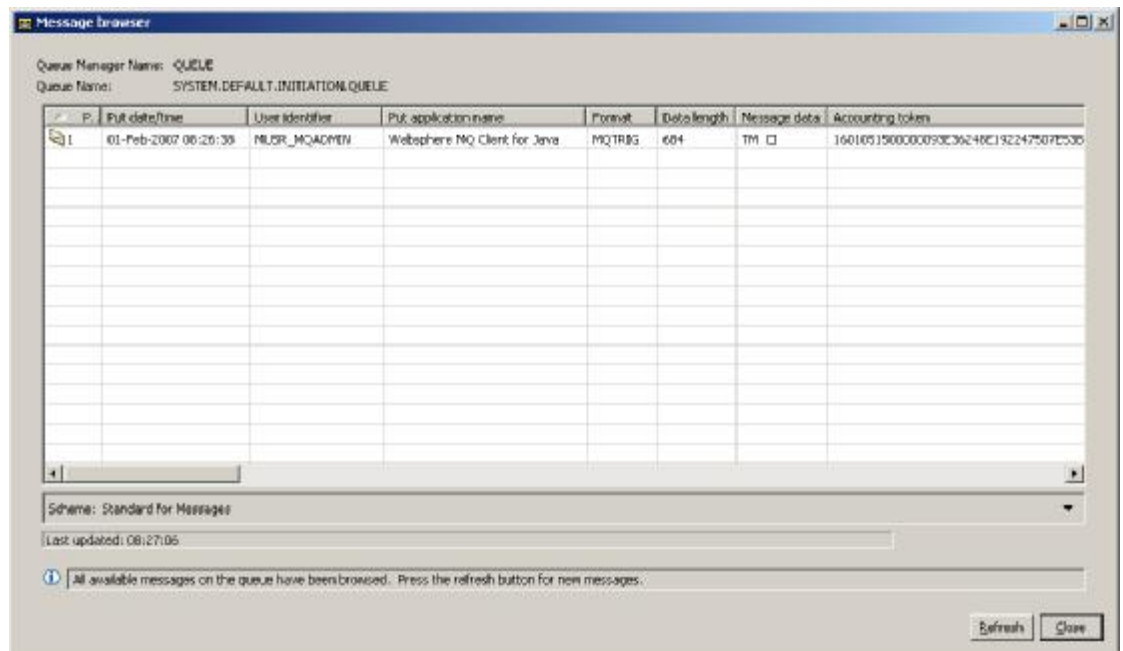 Message browser
Queue Manager Name: QUEUE
Queue Name: SYSTEM.DEFAULT.INITIATION.QUEUE
P. Put date/time User identifier Put application name Format Data length Message data Accounting token
1 01-Feb-2007 08:26:38 MUSR_MQADMIN Websphere MQ Client for Java MQTRIG 684 TM □
Scheme: Standard for Messages
Last updated: 08:27:06
All available messages on the queue have been browsed. Press the refresh button for new messages.
Refresh Close